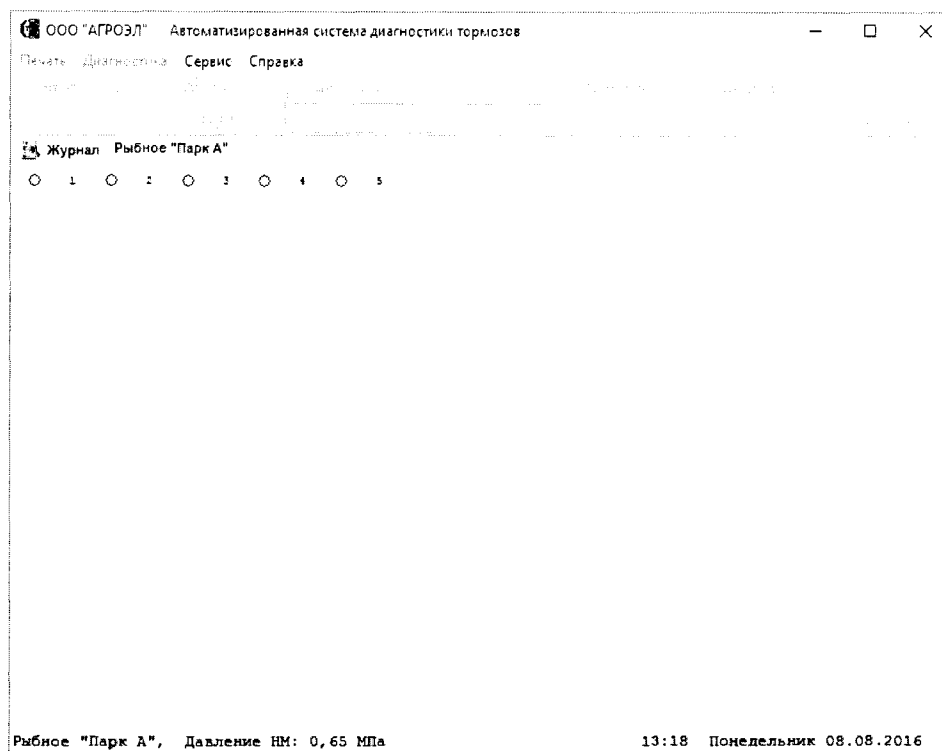 ООО "АГРОЭЛ" Автоматизированная система диагностики тормозов
Печать Диагностика Сервис Справка
Журнал Рыбное "Парк А"
1 2 3 4 5
Рыбное "Парк А", Давление НМ: 0,65 МПа 13:18 Понедельник 08.08.2016